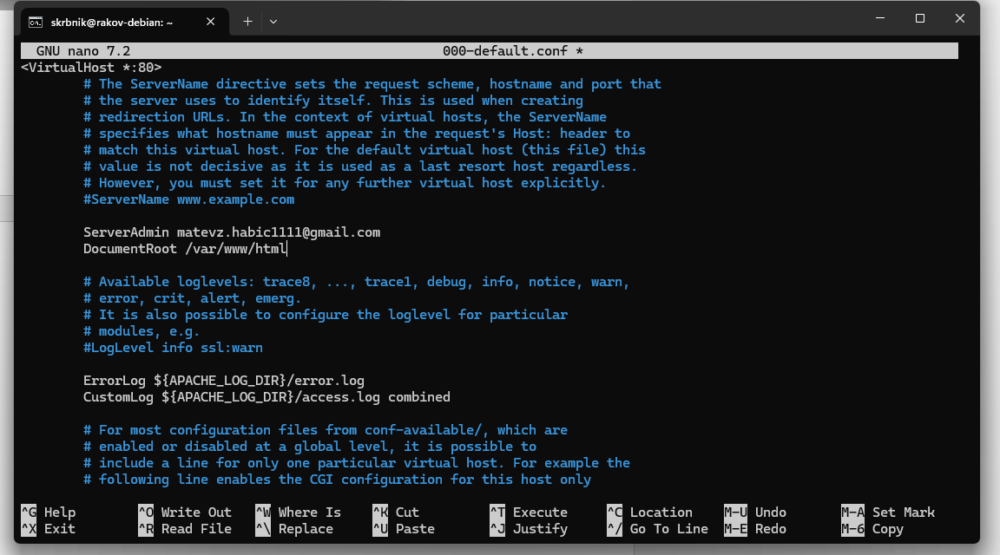 skrbnik@rakov-debian: ~
GNU nano 7.2 000-default.conf *
<VirtualHost *:80>
# The ServerName directive sets the request scheme, hostname and port that
# the server uses to identify itself. This is used when creating
# redirection URLs. In the context of virtual hosts, the ServerName
# specifies what hostname must appear in the request's Host: header to
# match this virtual host. For the default virtual host (this file) this
# value is not decisive as it is used as a last resort host regardless.
# However, you must set it for any further virtual host explicitly.
#ServerName www.example.com
ServerAdmin matevz.habic1111@gmail.com
DocumentRoot /var/www/html
# Available loglevels: trace8, ..., trace1, debug, info, notice, warn,
# error, crit, alert, emerg.
# It is also possible to configure the loglevel for particular
# modules, e.g.
#LogLevel info ssl:warn
ErrorLog ${APACHE_LOG_DIR}/error.log
CustomLog ${APACHE_LOG_DIR}/access.log combined
# For most configuration files from conf-available/, which are
# enabled or disabled at a global level, it is possible to
# include a line for only one particular virtual host. For example the
# following line enables the CGI configuration for this host only
^G Help ^O Write Out ^W Where Is ^K Cut ^T Execute ^C Location M-U Undo M-A Set Mark
^X Exit ^R Read File ^\ Replace ^U Paste ^J Justify ^/ Go To Line M-E Redo M-6 Copy